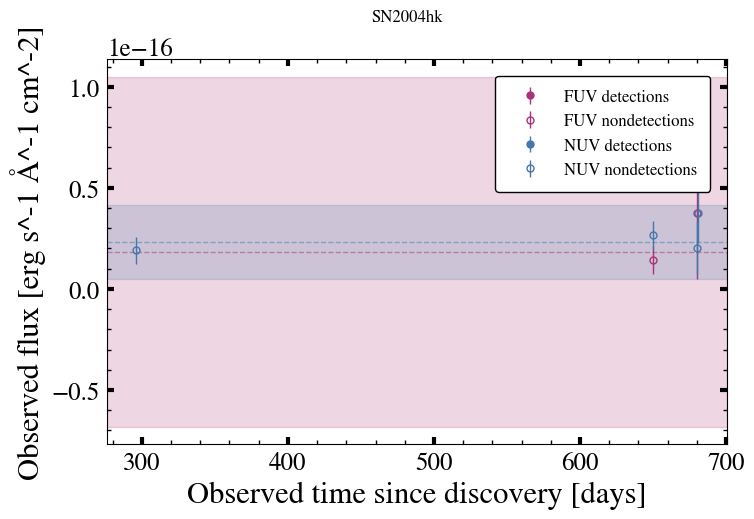 SN2004hk
1e−16
Observed flux [erg s^-1 Å^-1 cm^-2]
1.0
0.5
0.0
−0.5
FUV detections
FUV nondetections
NUV detections
NUV nondetections
300 400 500 600 700
Observed time since discovery [days]